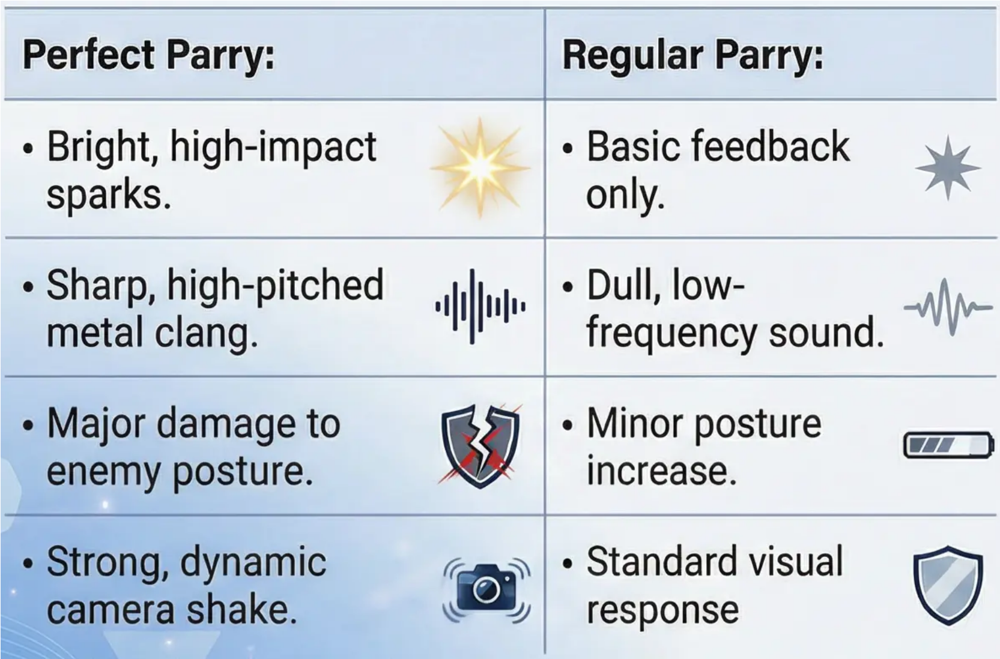 Perfect Parry:
Regular Parry:
• Bright, high-impact
sparks.
• Basic feedback
only.
• Sharp, high-pitched
metal clang.
• Dull, low-
frequency sound.
• Major damage to
enemy posture.
• Minor posture
increase.
• Strong, dynamic
camera shake.
• Standard visual
response